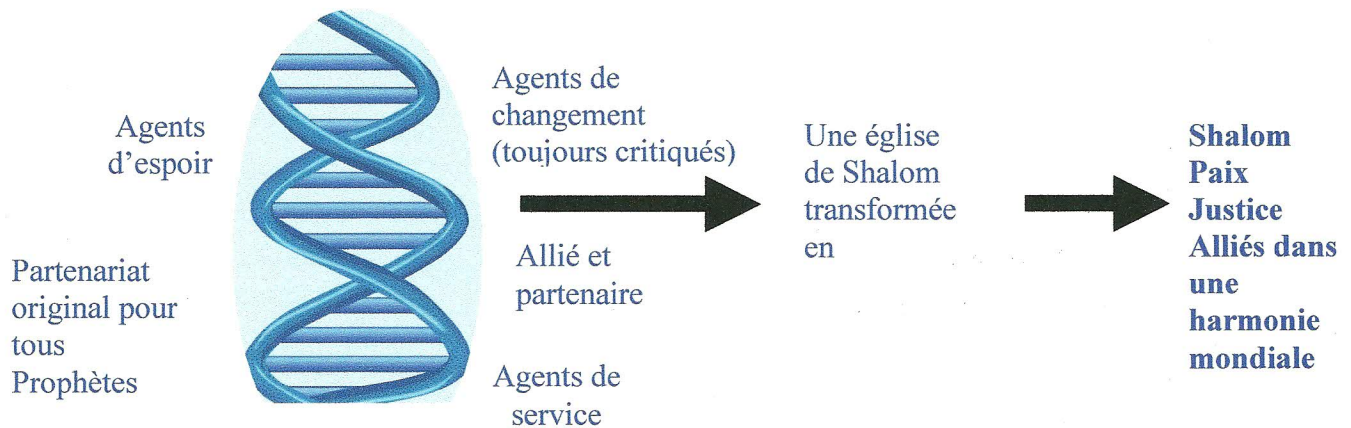 Agents
d'espoir
Partenariat
original pour
tous
Prophètes
Agents de
changement
(toujours critiqués)
Allié et
partenaire
Agents de
service
Une église
de Shalom
transformée
en
Shalom
Paix
Justice
Alliés dans
une
harmonie
mondiale